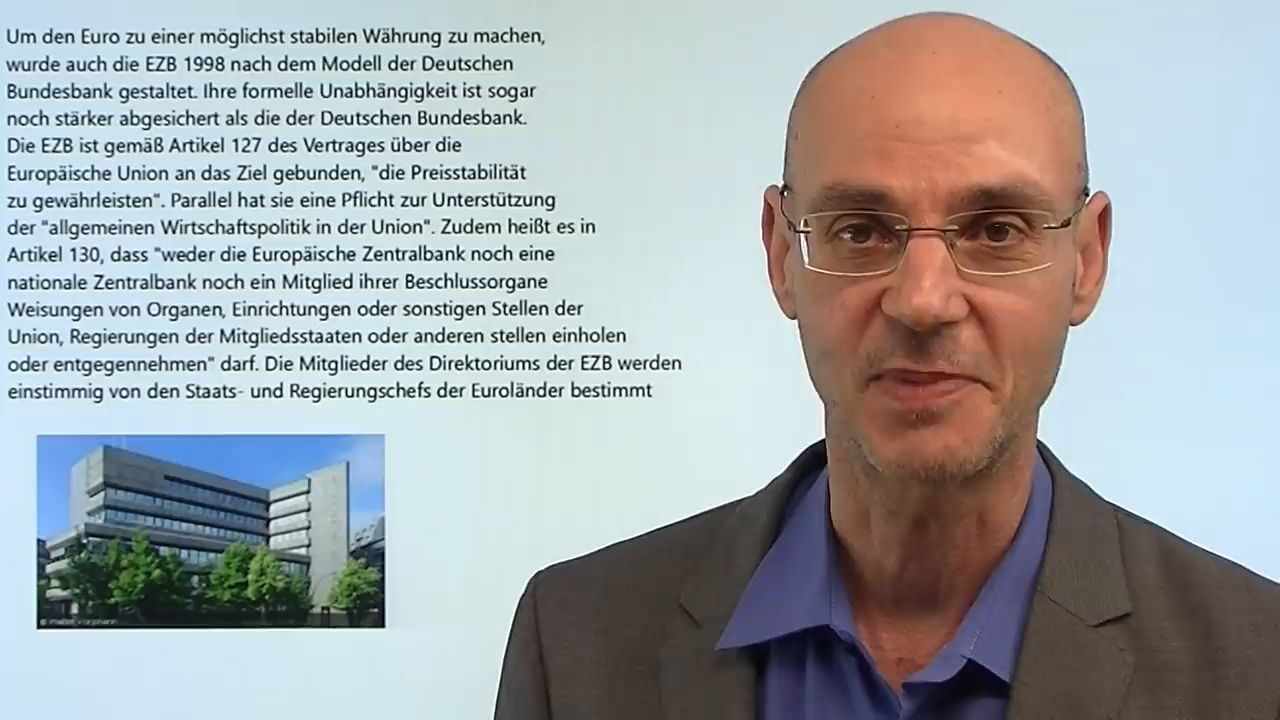 Um den Euro zu einer möglichst stabilen Währung zu machen,
wurde auch die EZB 1998 nach dem Modell der Deutschen
Bundesbank gestaltet. Ihre formelle Unabhängigkeit ist sogar
noch stärker abgesichert als die der Deutschen Bundesbank.
Die EZB ist gemäß Artikel 127 des Vertrages über die
Europäische Union an das Ziel gebunden, "die Preisstabilität
zu gewährleisten". Parallel hat sie eine Pflicht zur Unterstützung
der "allgemeinen Wirtschaftspolitik in der Union". Zudem heißt es in
Artikel 130, dass "weder die Europäische Zentralbank noch eine
nationale Zentralbank noch ein Mitglied ihrer Beschlussorgane
Weisungen von Organen, Einrichtungen oder sonstigen Stellen der
Union, Regierungen der Mitgliedsstaaten oder anderen stellen einholen
oder entgegennehmen" darf. Die Mitglieder des Direktoriums der EZB werden
einstimmig von den Staats- und Regierungschefs der Euroländer bestimmt